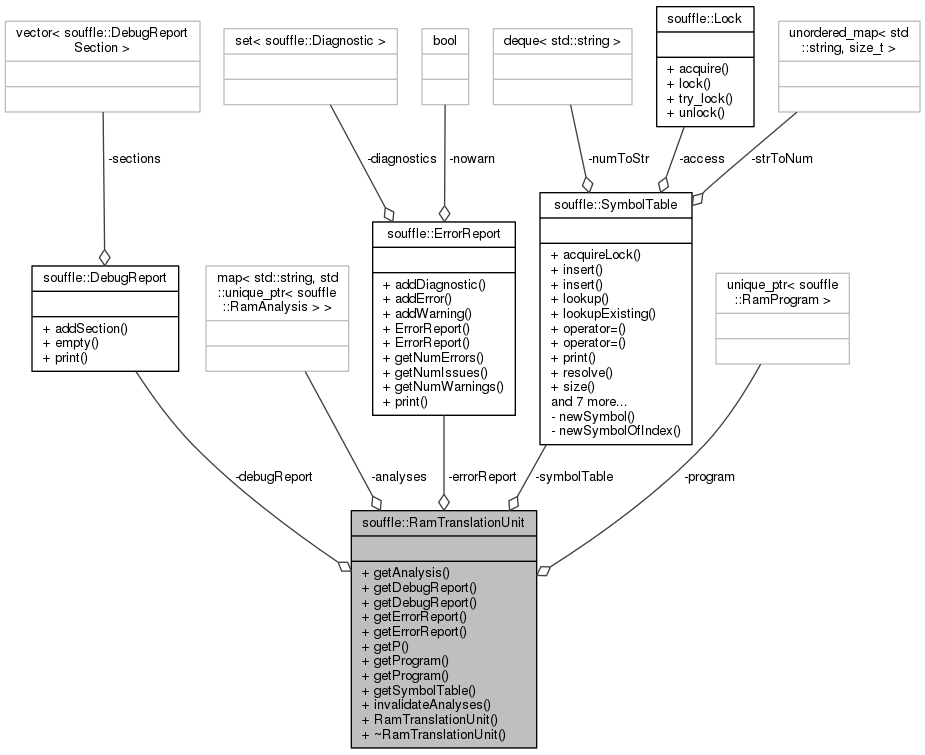 vector< souffle::DebugReport
Section >
set< souffle::Diagnostic >
bool
deque< std::string >
souffle::Lock
+ acquire()
+ lock()
+ try_lock()
+ unlock()
unordered_map< std
::string, size_t >
-sections
-diagnostics
-nowarn
-numToStr
-access
-strToNum
souffle::DebugReport
+ addSection()
+ empty()
+ print()
map< std::string, std
::unique_ptr< souffle
::RamAnalysis > >
souffle::ErrorReport
+ addDiagnostic()
+ addError()
+ addWarning()
+ ErrorReport()
+ ErrorReport()
+ getNumErrors()
+ getNumIssues()
+ getNumWarnings()
+ print()
souffle::SymbolTable
+ acquireLock()
+ insert()
+ insert()
+ lookup()
+ lookupExisting()
+ operator=()
+ operator=()
+ print()
+ resolve()
+ size()
and 7 more...
- newSymbol()
- newSymbolOfIndex()
unique_ptr< souffle
::RamProgram >
-debugReport
-analyses
-errorReport
-symbolTable
-program
souffle::RamTranslationUnit
+ getAnalysis()
+ getDebugReport()
+ getDebugReport()
+ getErrorReport()
+ getErrorReport()
+ getP()
+ getProgram()
+ getProgram()
+ getSymbolTable()
+ invalidateAnalyses()
+ RamTranslationUnit()
+ ~RamTranslationUnit()